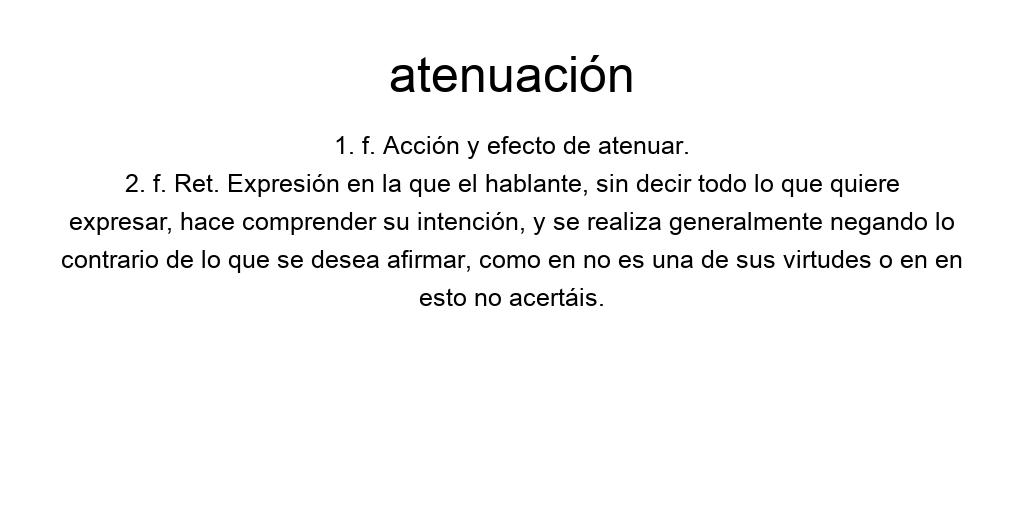 atenuación
1. f. Acción y efecto de atenuar.
2. f. Ret. Expresión en la que el hablante, sin decir todo lo que quiere
expresar, hace comprender su intención, y se realiza generalmente negando lo
contrario de lo que se desea afirmar, como en no es una de sus virtudes o en en
esto no acertáis.